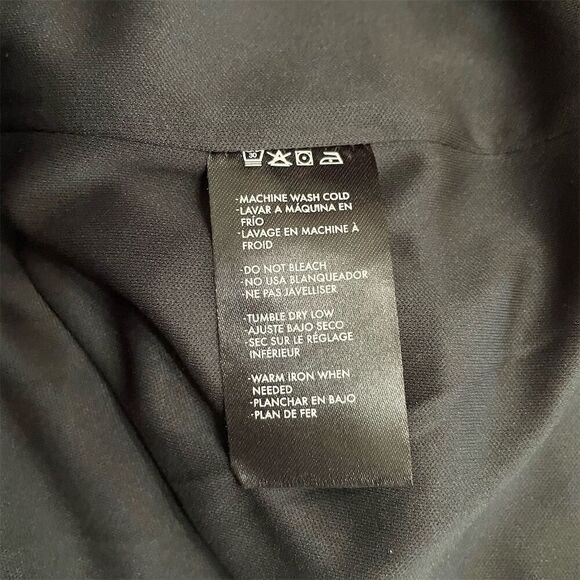 30
-MACHINE WASH COLD
-LAVAR A MÁQUINA EN
FRÍO
-LAVAGE EN MACHINE À
FROID
-DO NOT BLEACH
-NO USA BLANQUEADOR
-NE PAS JAVELLISER
-TUMBLE DRY LOW
-AJUSTE BAJO SECO
-SEC SUR LE RÉGLAGE
INFÉRIEUR
-WARM IRON WHEN
NEEDED
-PLANCHAR EN BAJO
-PLAN DE FER